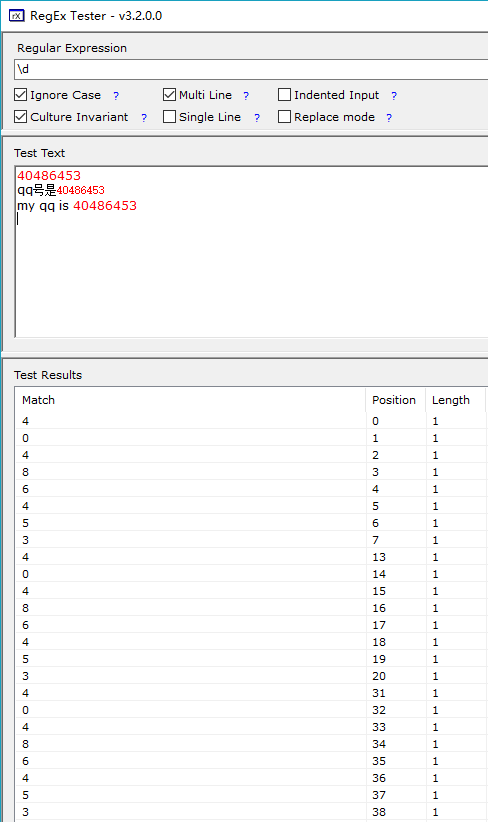 RegEx Tester - v3.2.0.0
Regular Expression
\d
Ignore Case ? Multi Line ? Indented Input ?
Culture Invariant ? Single Line ? Replace mode ?
Test Text
40486453
qq号是40486453
my qq is 40486453
Test Results
Match Position Length
4 0 1
0 1 1
4 2 1
8 3 1
6 4 1
4 5 1
5 6 1
3 7 1
4 13 1
0 14 1
4 15 1
8 16 1
6 17 1
4 18 1
5 19 1
3 20 1
4 31 1
0 32 1
4 33 1
8 34 1
6 35 1
4 36 1
5 37 1
3 38 1